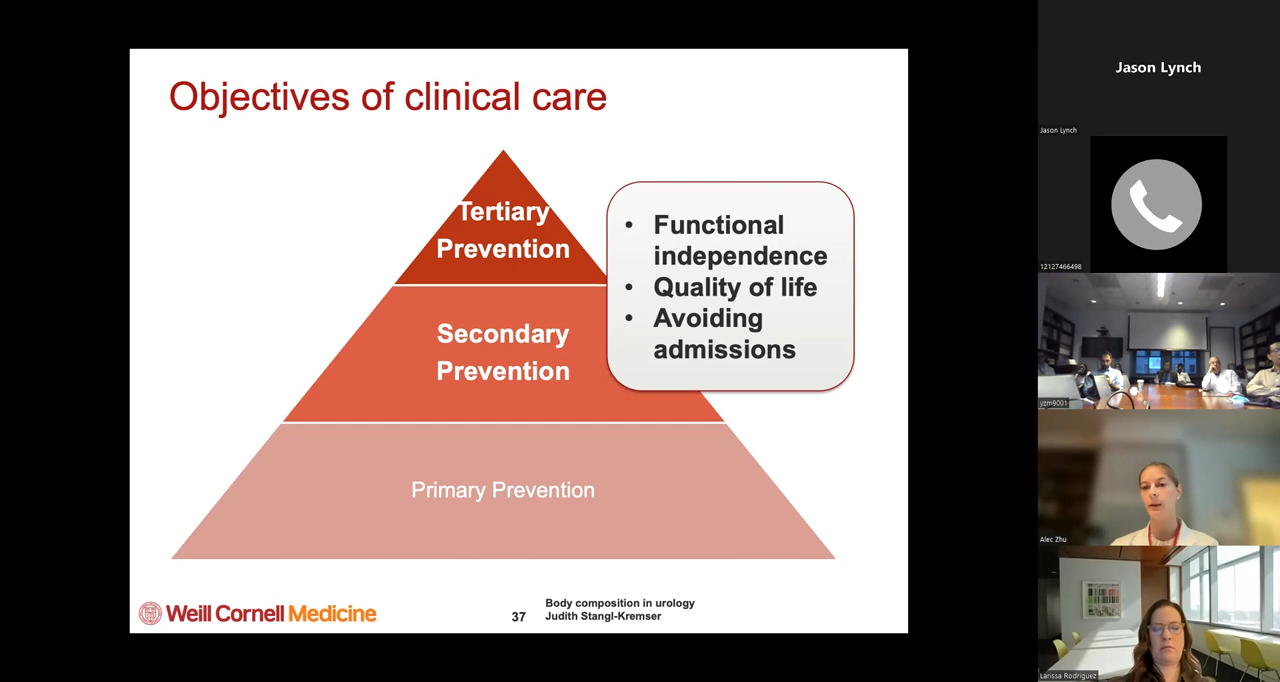 Objectives of clinical care
Tertiary
Prevention
Secondary
Prevention
Primary Prevention
• Functional
independence
• Quality of life
• Avoiding
admissions
Weill Cornell Medicine
37
Body composition in urology
Judith Stangl-Kremser
Jason Lynch
Jason Lynch
12127466498
yzm9001
Alec Zhu
Larissa Rodriguez